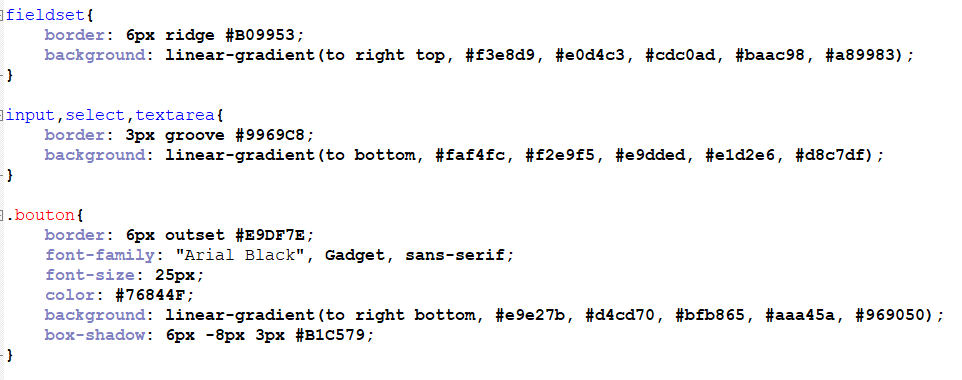 fieldset{
    border: 6px ridge #B09953;
    background: linear-gradient(to right top, #f3e8d9, #e0d4c3, #cdc0ad, #baac98, #a89983);
}

input,select,textarea{
    border: 3px groove #9969C8;
    background: linear-gradient(to bottom, #faf4fc, #f2e9f5, #e9dded, #e1d2e6, #d8c7df);
}

.bouton{
    border: 6px outset #E9DF7E;
    font-family: "Arial Black", Gadget, sans-serif;
    font-size: 25px;
    color: #76844F;
    background: linear-gradient(to right bottom, #e9e27b, #d4cd70, #bfb865, #aaa45a, #969050);
    box-shadow: 6px -8px 3px #B1C579;
}